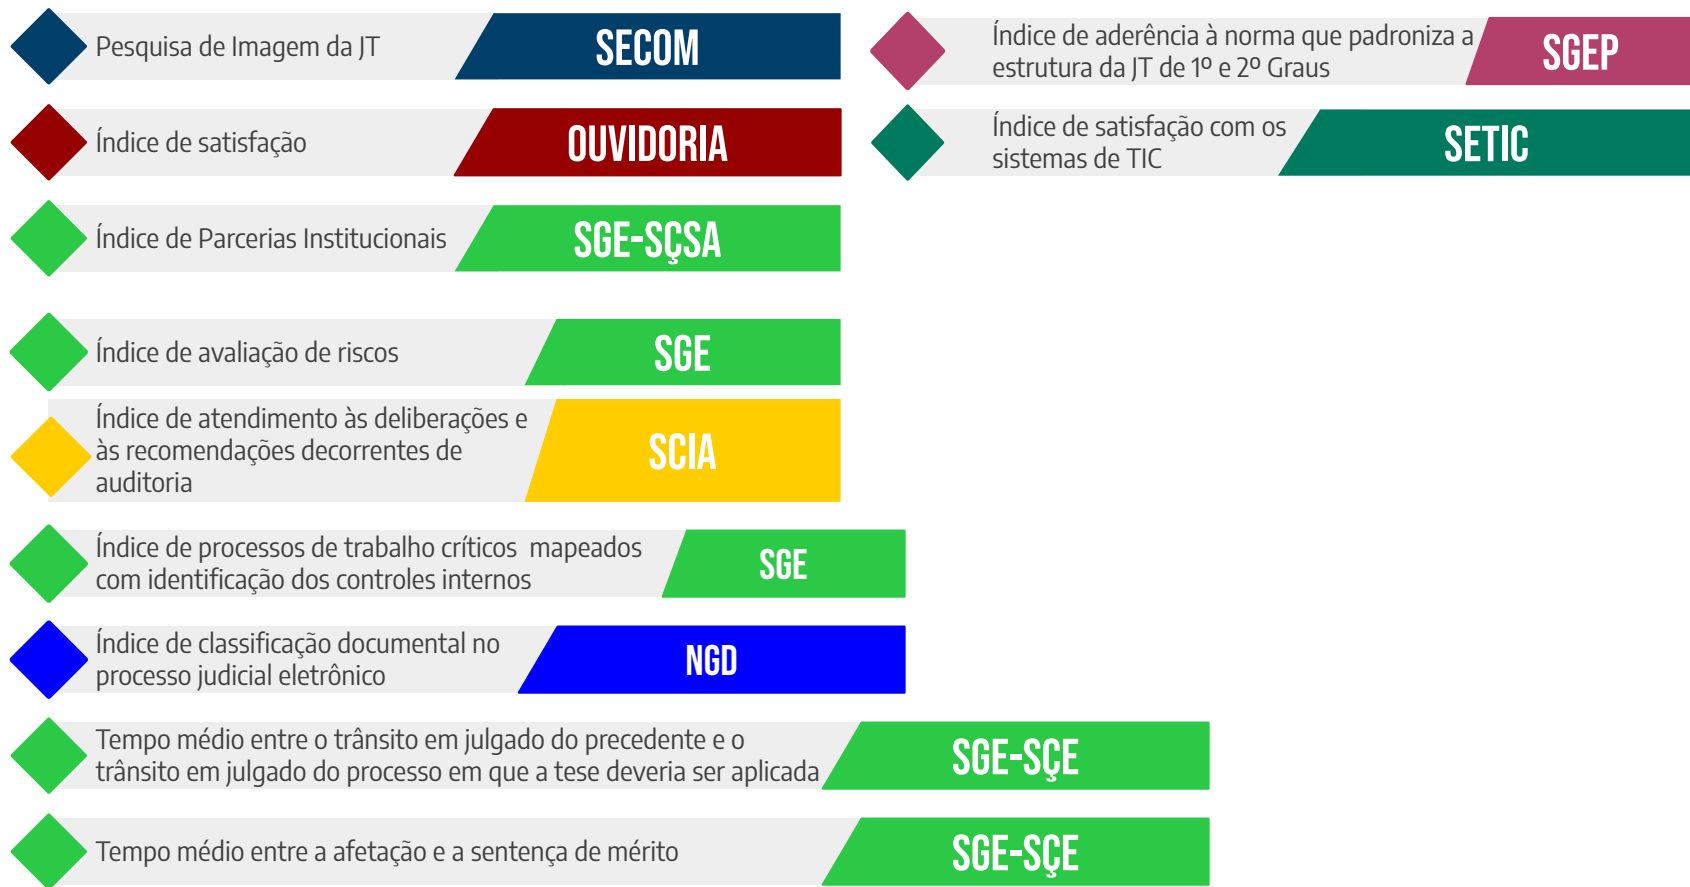 Pesquisa de Imagem da JT
SECOM
Índice de satisfação
OUVIDORIA
Índice de Parcerias Institucionais
SGE-SÇSA
Índice de avaliação de riscos
SGE
Índice de atendimento às deliberações e
às recomendações decorrentes de
auditoria
SCIA
Índice de processos de trabalho críticos  mapeados
com identificação dos controles internos
SGE
Índice de classificação documental no
processo judicial eletrônico
NGD
Tempo médio entre o trânsito em julgado do precedente e o
trânsito em julgado do processo em que a tese deveria ser aplicada
SGE-SÇE
Tempo médio entre a afetação e a sentença de mérito
SGE-SÇE
Índice de aderência à norma que padroniza a
estrutura da JT de 1º e 2º Graus
SGEP
Índice de satisfação com os
sistemas de TIC
SETIC